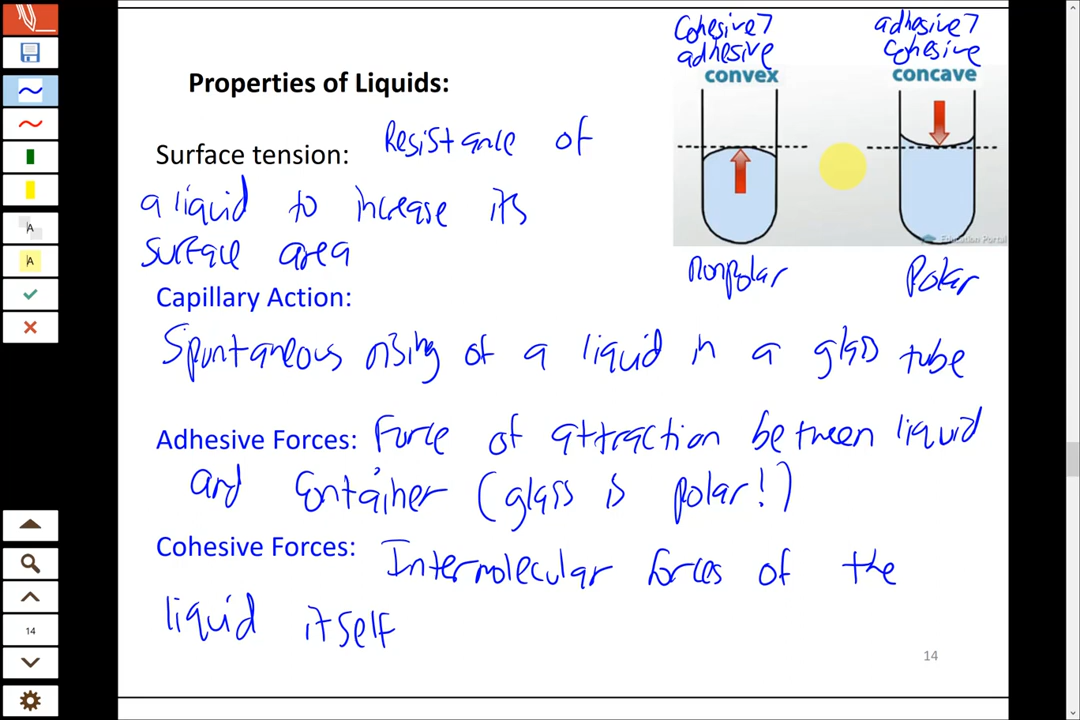 Cohesive >
adhesive
convex
adhesive >
Cohesive
concave
Properties of Liquids:
Surface tension: Resistance of
a liquid to increase its
surface area
Education Portal
Nonpolar
Polar
Capillary Action:
Spontaneous rising of a liquid in a glass tube
Adhesive Forces: Force of attraction between liquid
and container (glass is polar!)
Cohesive Forces: Intermolecular forces of the
liquid itself
14
A
A
14